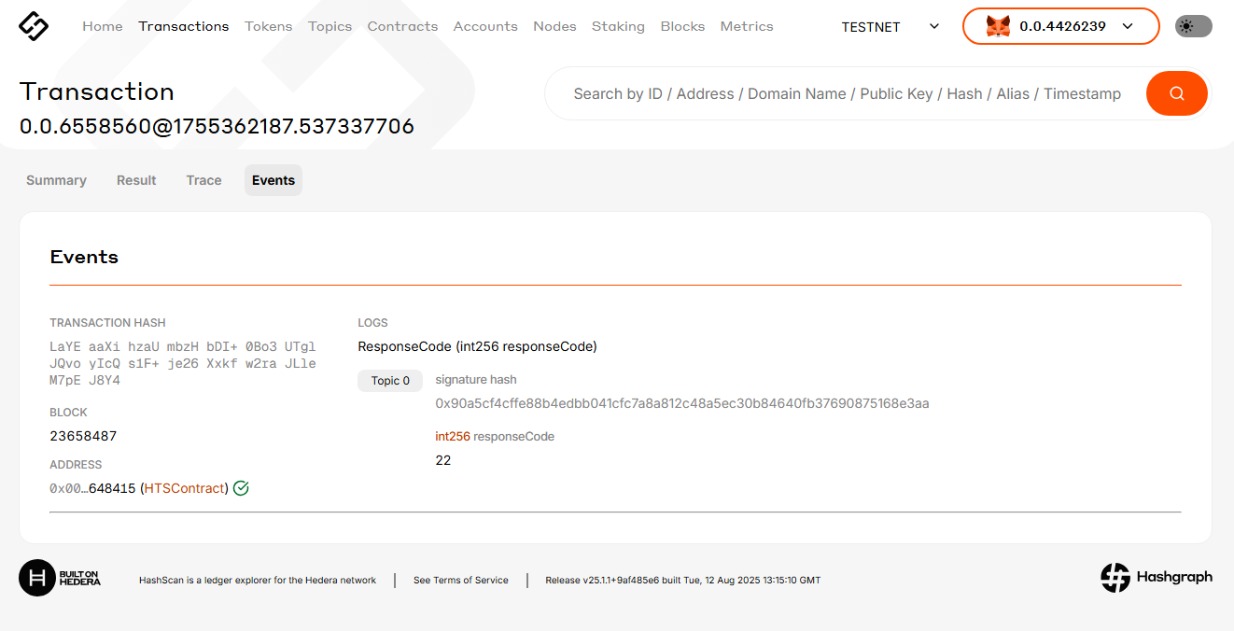 Home Transactions Tokens Topics Contracts Accounts Nodes Staking Blocks Metrics TESTNET 0.0.4426239
Transaction
Search by ID / Address / Domain Name / Public Key / Hash / Alias / Timestamp
0.0.6558560@1755362187.537337706
Summary Result Trace Events
Events
TRANSACTION HASH
LaYE aaXi hzaU mbzH bDI+ 0Bo3 UTgl
JQvo yIcQ s1F+ je26 Xxkf w2ra JLle
M7pE J8Y4
BLOCK
23658487
ADDRESS
0x00…648415 (HTSContract)
LOGS
ResponseCode (int256 responseCode)
Topic 0 signature hash
0x90a5cf4cffe88b4edbb041cfc7a8a812c48a5ec30b84640fb37690875168e3aa
int256 responseCode
22
BUILT ON
HEDERA
HashScan is a ledger explorer for the Hedera network | See Terms of Service | Release v25.1.1+9af485e6 built Tue, 12 Aug 2025 13:15:10 GMT
Hashgraph